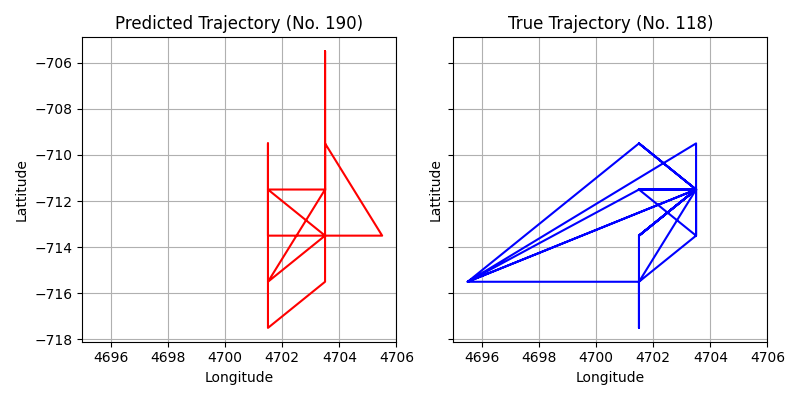 Predicted Trajectory (No. 190)
True Trajectory (No. 118)
−706
−708
−710
−712
−714
−716
−718
Lattitude
Lattitude
4696 4698 4700 4702 4704 4706
4696 4698 4700 4702 4704 4706
Longitude
Longitude